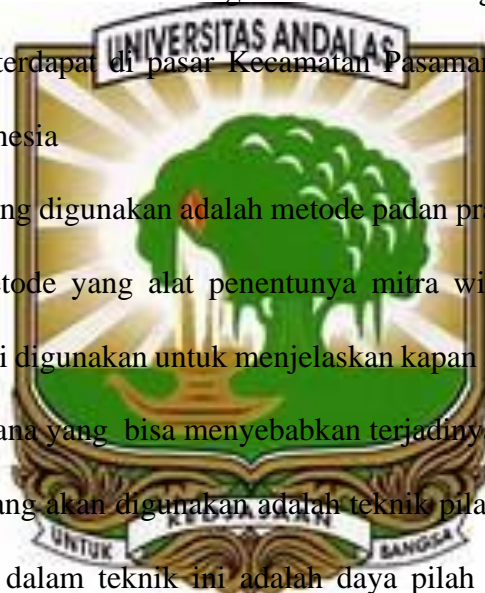 UNIVERSITAS ANDALAS
terdapat di pasar Kecamatan Pasaman
nesia
ng digunakan adalah metode padan pra
tode yang alat penentunya mitra wi
i digunakan untuk menjelaskan kapan
ana yang bisa menyebabkan terjadinya
ang akan digunakan adalah teknik pila
KEDJAJAAN
UNTUK BANGSA
dalam teknik ini adalah daya pilah